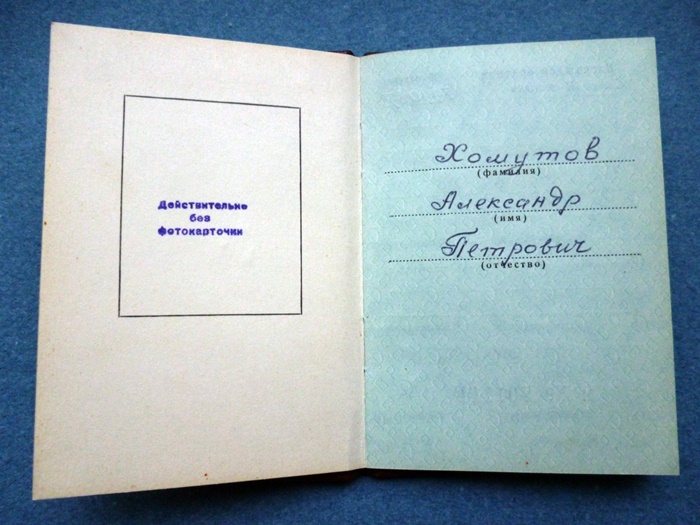 Действительно
без
фотокарточки
Хомутов
(фамилия)
Александр
(имя)
Петрович
(отчество)